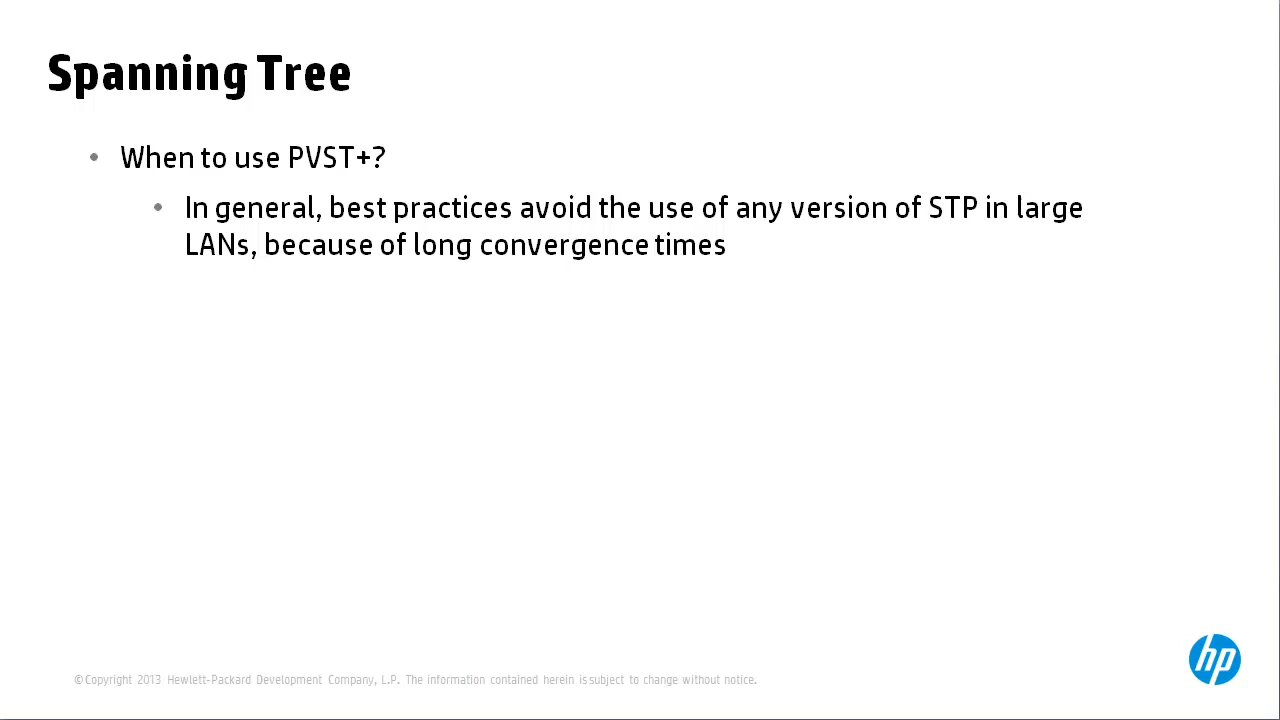 Spanning Tree
• When to use PVST+?
• In general, best practices avoid the use of any version of STP in large
LANs, because of long convergence times
hp
© Copyright 2013 Hewlett-Packard Development Company, L.P. The information contained herein is subject to change without notice.